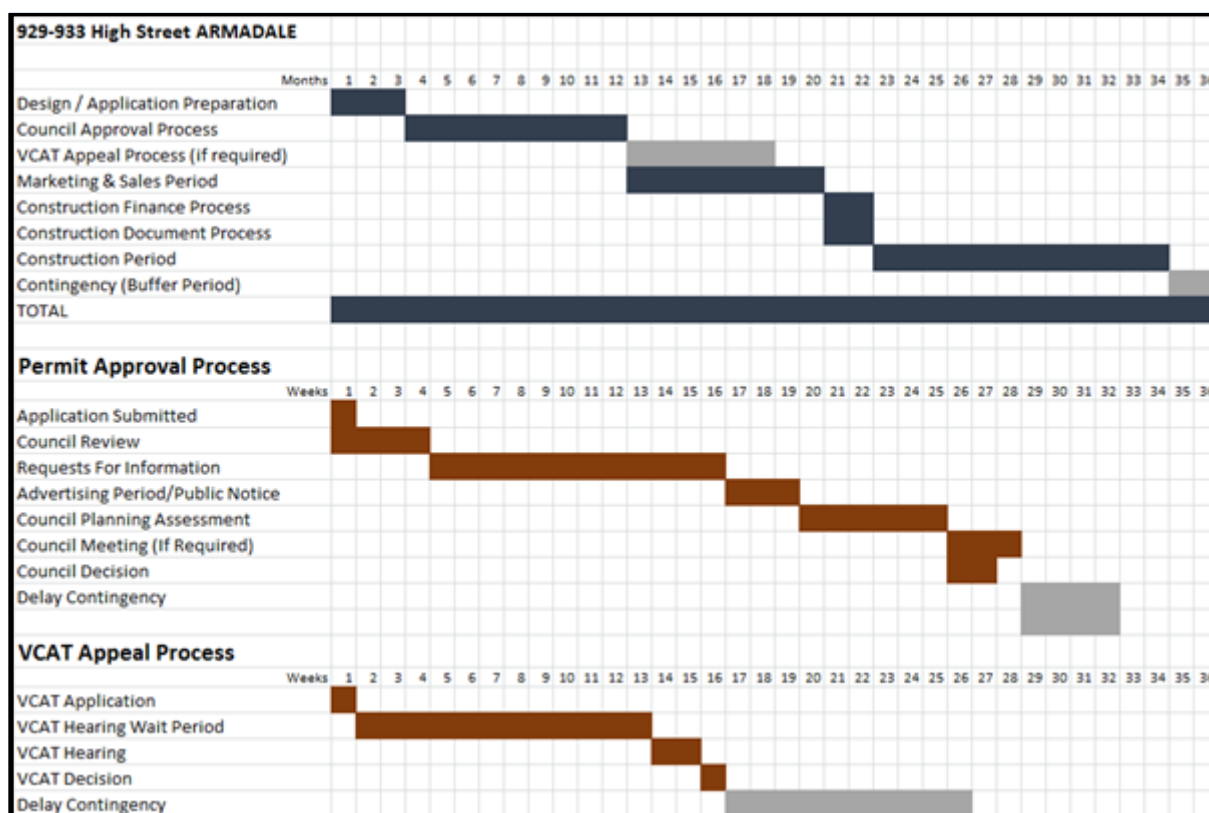 929-933 High Street ARMADALE
Months 1 2 3 4 5 6 7 8 9 10 11 12 13 14 15 16 17 18 19 20 21 22 23 24 25 26 27 28 29 30 31 32 33 34 35
Design / Application Preparation
Council Approval Process
VCAT Appeal Process (if required)
Marketing & Sales Period
Construction Finance Process
Construction Document Process
Construction Period
Contingency (Buffer Period)
TOTAL
Permit Approval Process
Weeks 1 2 3 4 5 6 7 8 9 10 11 12 13 14 15 16 17 18 19 20 21 22 23 24 25 26 27 28 29 30 31 32 33 34 35
Application Submitted
Council Review
Requests For Information
Advertising Period/Public Notice
Council Planning Assessment
Council Meeting (If Required)
Council Decision
Delay Contingency
VCAT Appeal Process
Weeks 1 2 3 4 5 6 7 8 9 10 11 12 13 14 15 16 17 18 19 20 21 22 23 24 25 26 27 28 29 30 31 32 33 34 35
VCAT Application
VCAT Hearing Wait Period
VCAT Hearing
VCAT Decision
Delay Contingency